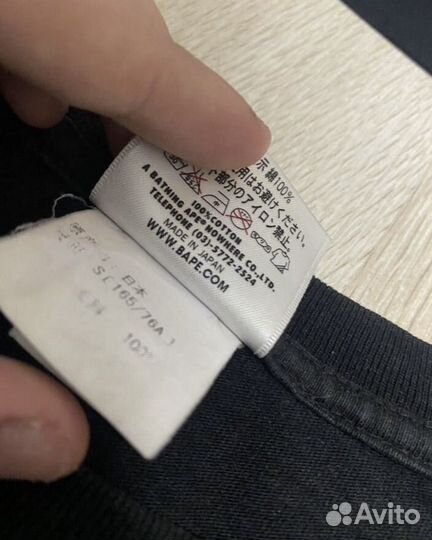 綿100%
用はお避けください。
部分のアイロン禁止。
100%COTTON
A BATHING APE® NOWHERE CO.,LTD.
TELEPHONE (03)-5772-2524
MADE IN JAPAN
WWW.BAPE.COM
日本
165/76A
Avito